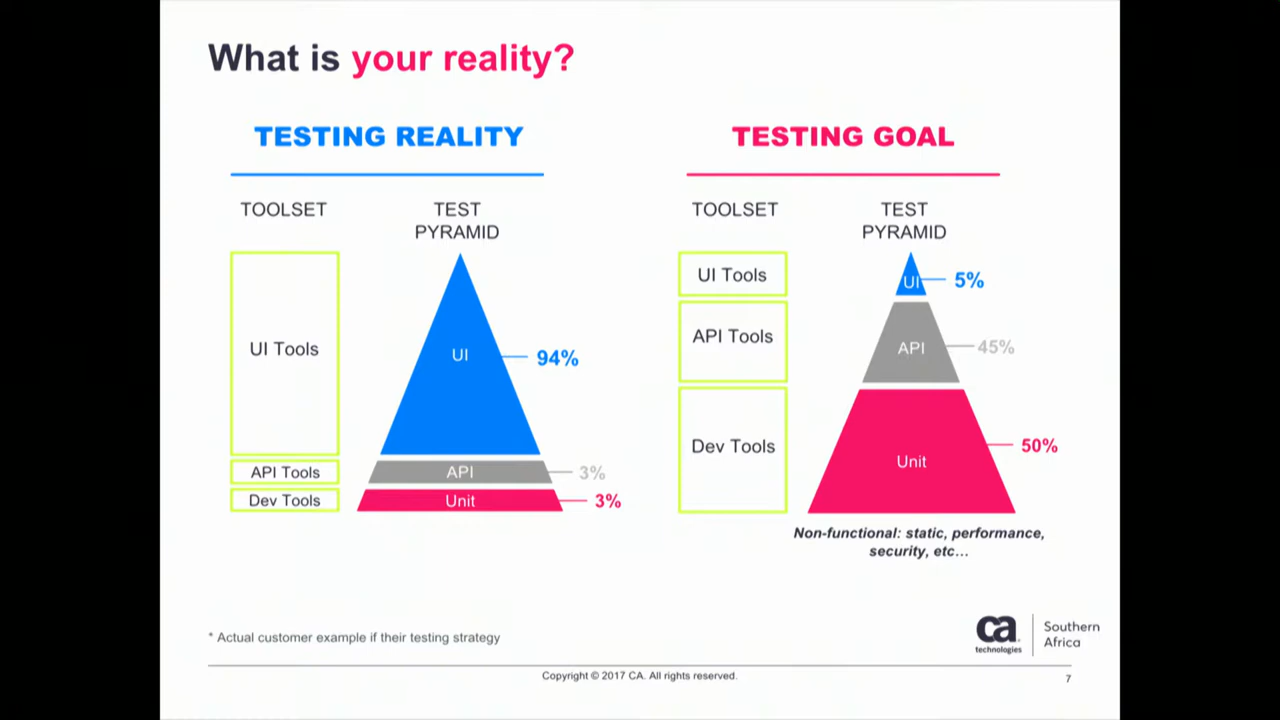 What is your reality?
TESTING REALITY
TOOLSET
TEST
PYRAMID
UI Tools
UI
94%
API Tools
API
3%
Dev Tools
Unit
3%
TESTING GOAL
TOOLSET
TEST
PYRAMID
UI Tools
UI
5%
API Tools
API
45%
Dev Tools
Unit
50%
Non-functional: static, performance,
security, etc...
* Actual customer example if their testing strategy
ca
technologies
Southern
Africa
Copyright © 2017 CA. All rights reserved.
7